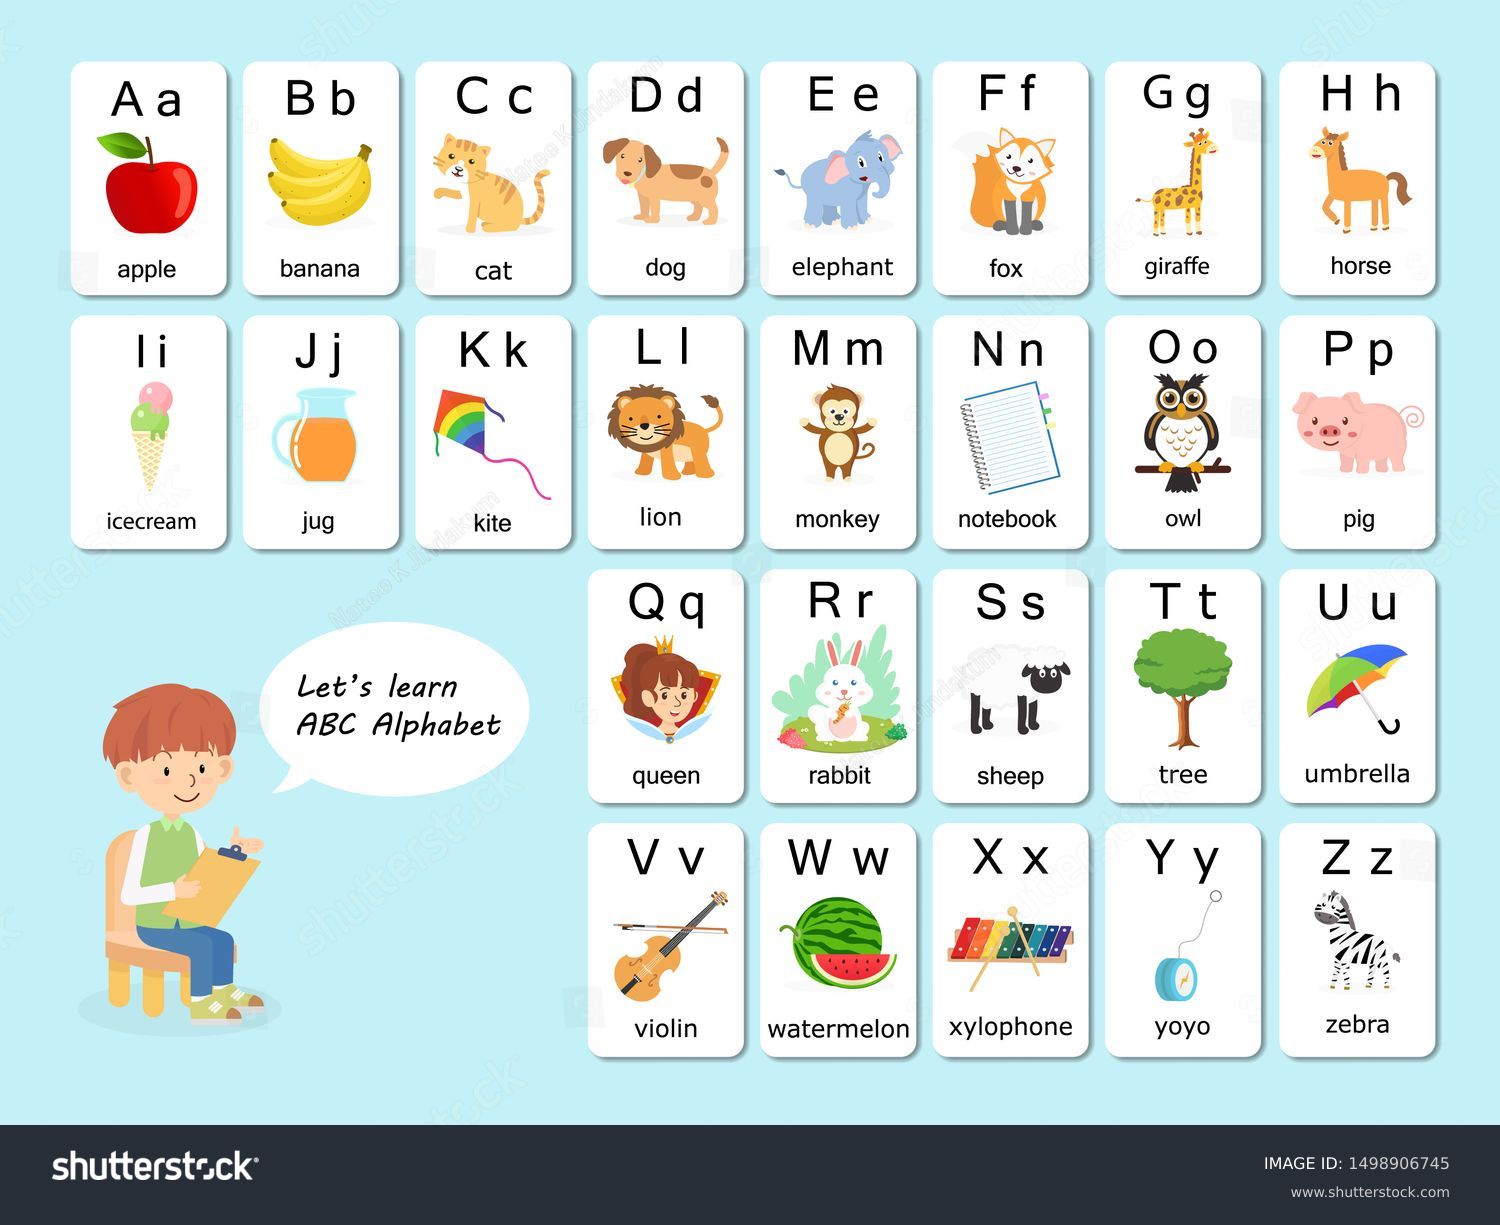 A a
apple
B b
banana
C c
cat
D d
dog
E e
elephant
F f
fox
G g
giraffe
H h
horse
I i
icecream
J j
jug
K k
kite
L l
lion
M m
monkey
N n
notebook
O o
owl
P p
pig
Let's learn
ABC Alphabet
Q q
queen
R r
rabbit
S s
sheep
T t
tree
U u
umbrella
V v
violin
W w
watermelon
X x
xylophone
Y y
yoyo
Z z
zebra
shutterstock
IMAGE ID: 1498906745
www.shutterstock.com